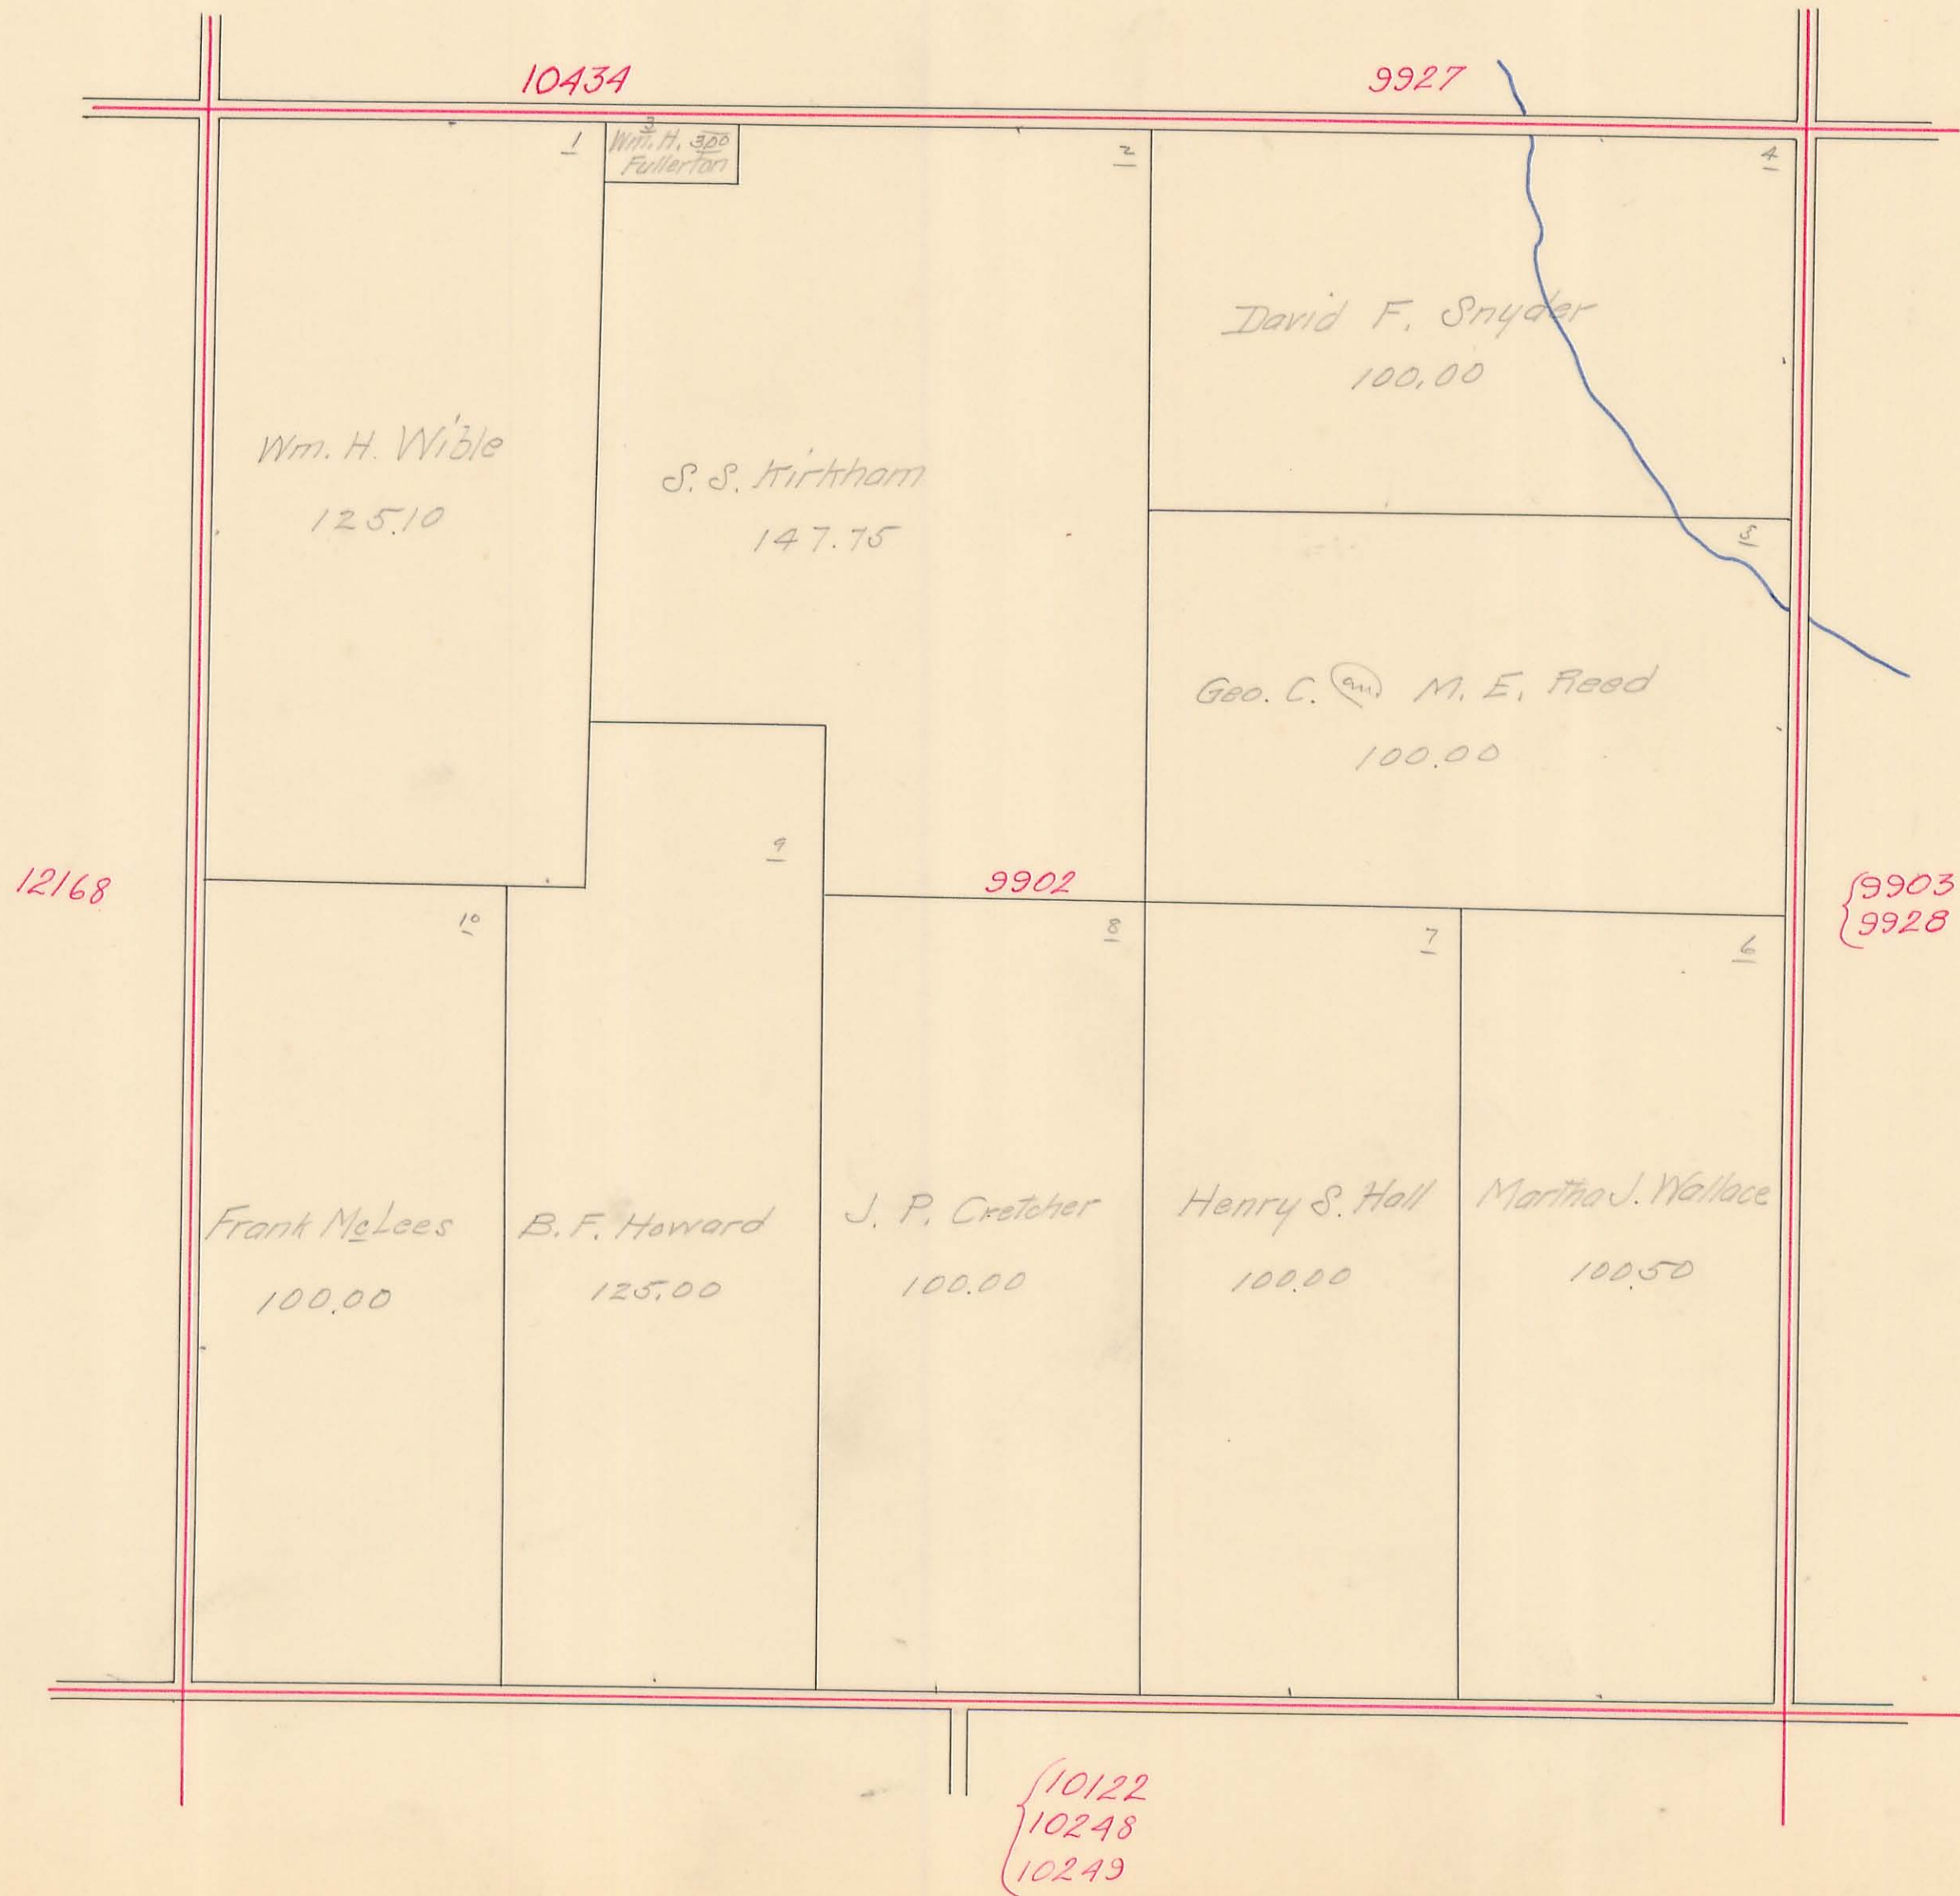 10434
9927
1
3
Wm. H. 3.00
Fullerton
2
4
David F. Snyder
100.00
Wm. H. Wible
125.10
S. S. Kirkham
147.75
5
Geo. C. M. E. Reed
100.00
9
12168
9902
9903
9928
10
8
7
6
Frank McLees
100.00
B. F. Howard
125.00
J. P. Cretcher
100.00
Henry S. Hall
100.00
Martha J. Wallace
100.50
10122
10248
10249